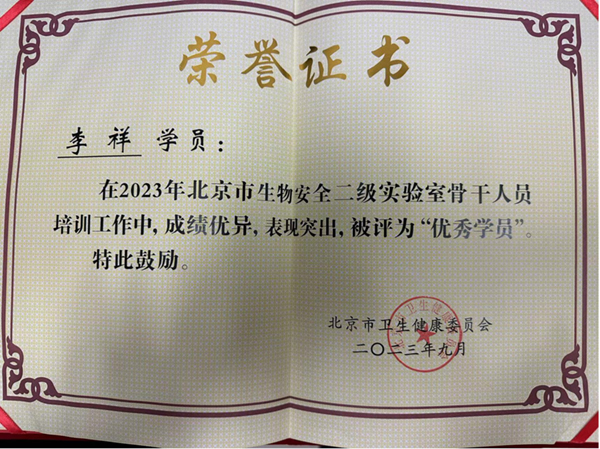 荣誉证书
李祥 学员：
在2023年北京市生物安全二级实验室骨干人员
培训工作中，成绩优异，表现突出，被评为“优秀学员”。
特此鼓励。
北京市卫生健康委员会
二〇二三年九月